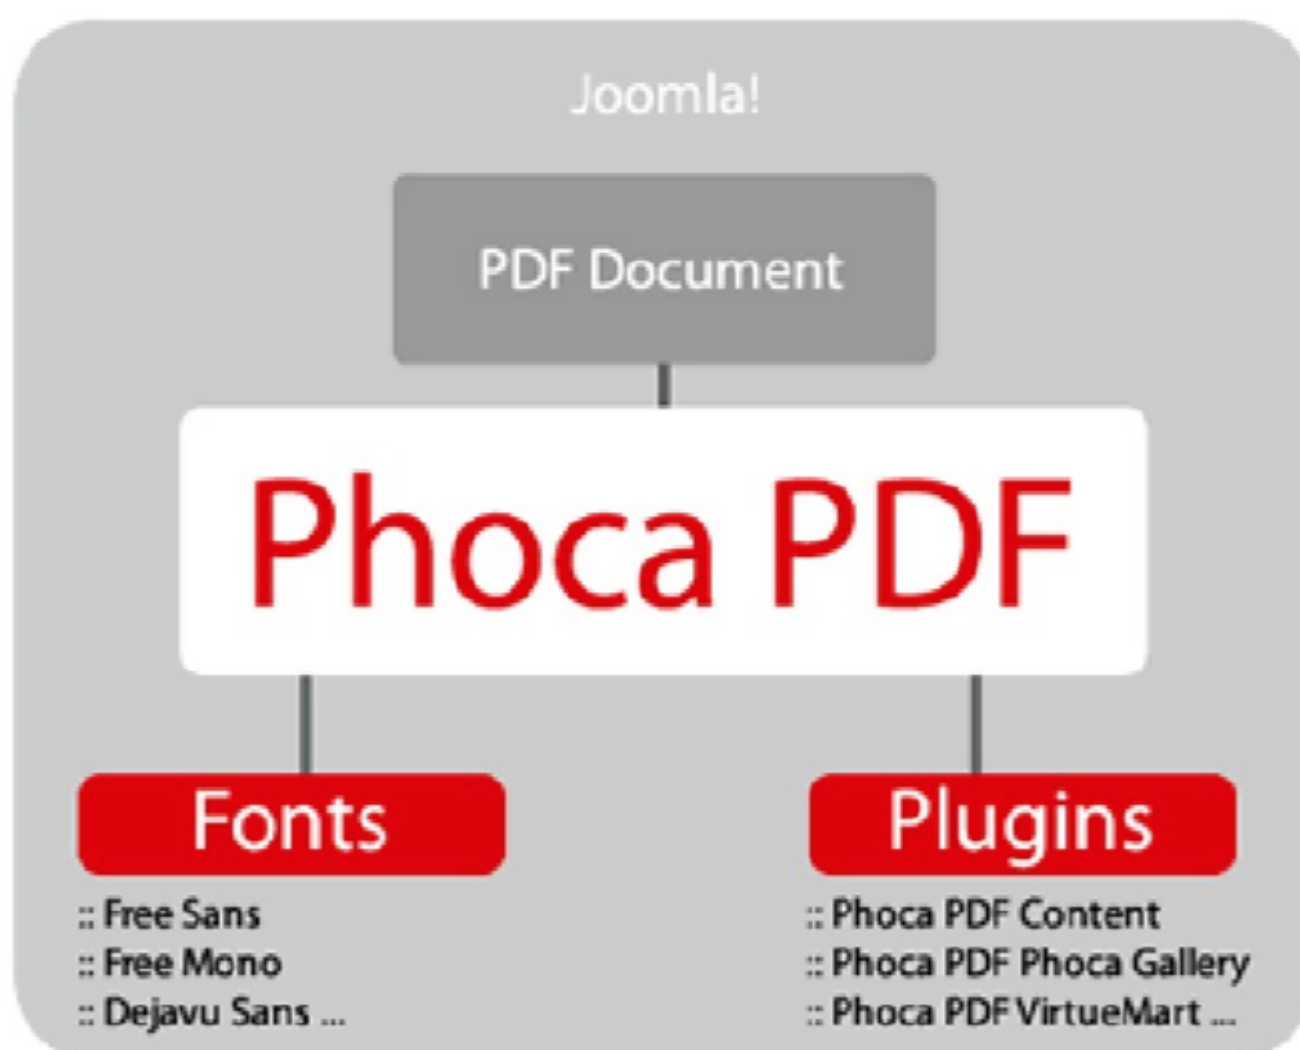 Joomla!
PDF Document
Phoca PDF
Fonts
:: Free Sans
:: Free Mono
:: Dejavu Sans ...
Plugins
:: Phoca PDF Content
:: Phoca PDF Phoca Gallery
:: Phoca PDF VirtueMart ...